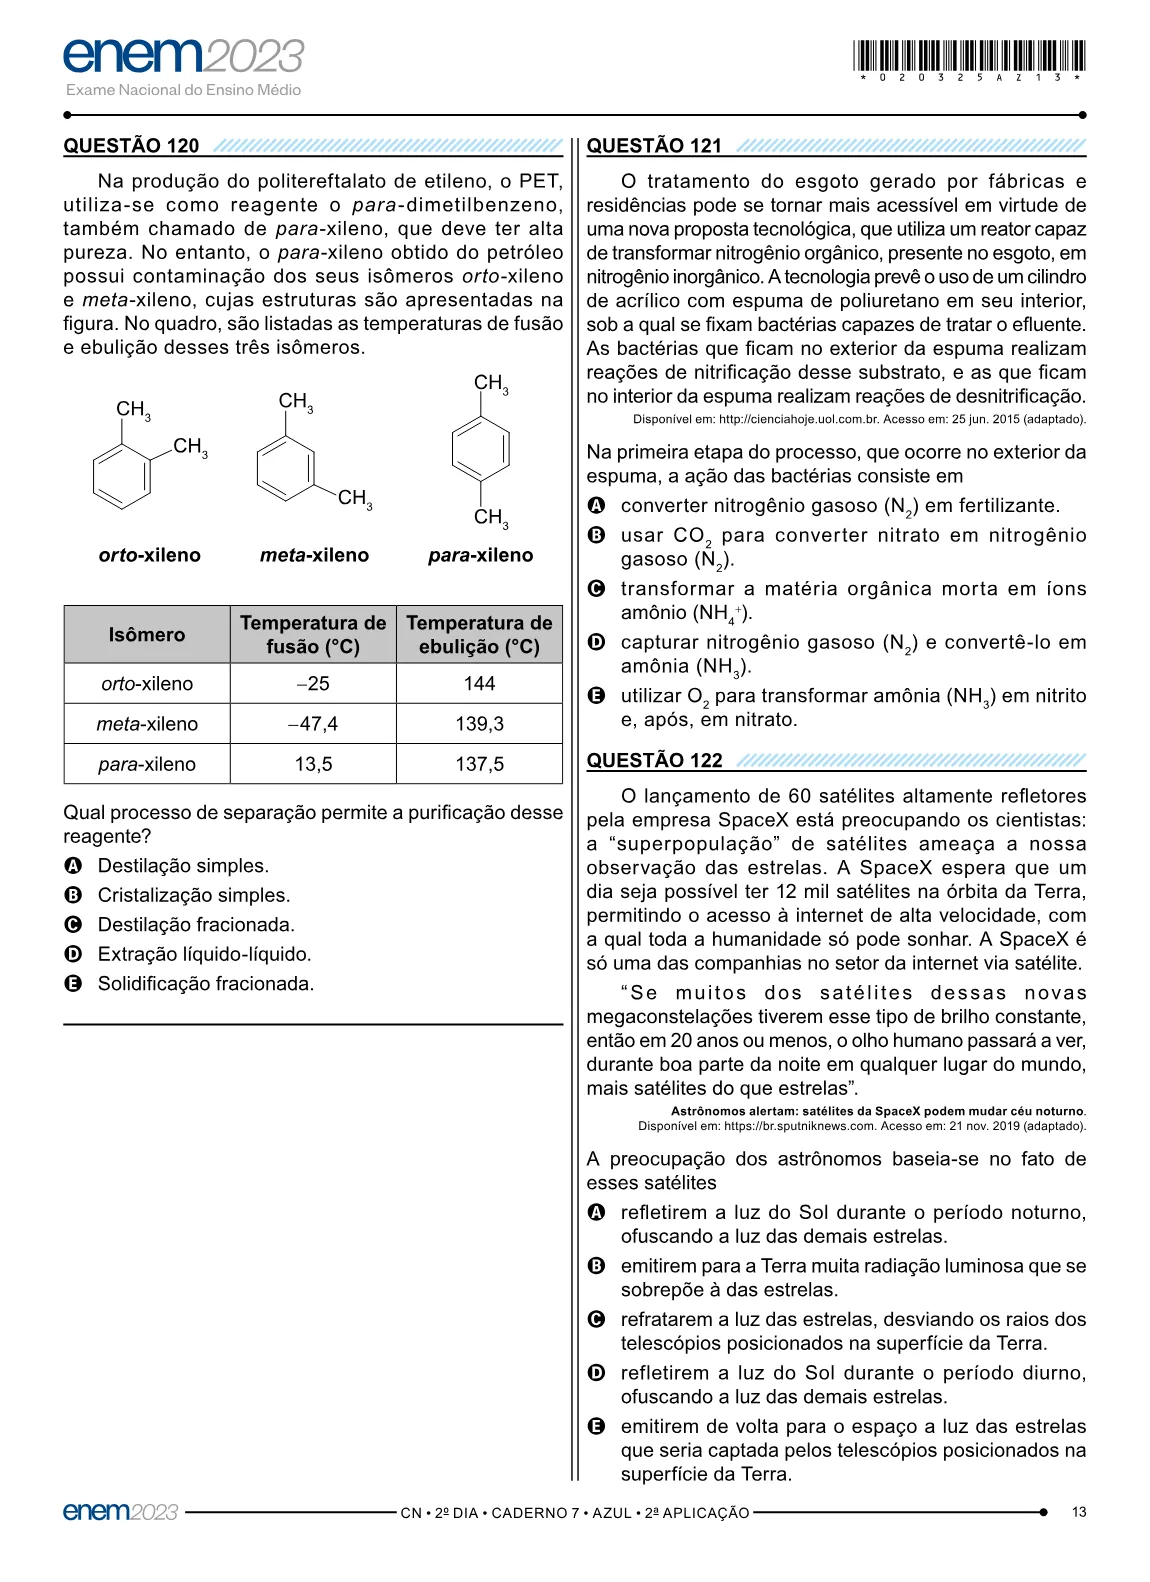 enem2023
Exame Nacional do Ensino Médio
*020325AZ13*
QUESTÃO 120
Na produção do politereftalato de etileno, o PET,
utiliza-se como reagente o para-dimetilbenzeno,
também chamado de para-xileno, que deve ter alta
pureza. No entanto, o para-xileno obtido do petróleo
possui contaminação dos seus isômeros orto-xileno
e meta-xileno, cujas estruturas são apresentadas na
figura. No quadro, são listadas as temperaturas de fusão
e ebulição desses três isômeros.
CH3
CH3
orto-xileno
CH3
CH3
meta-xileno
CH3
CH3
para-xileno
Isômero
Temperatura de
fusão (°C)
Temperatura de
ebulição (°C)
orto-xileno −25 144
meta-xileno −47,4 139,3
para-xileno 13,5 137,5
Qual processo de separação permite a purificação desse
reagente?
A Destilação simples.
B Cristalização simples.
C Destilação fracionada.
D Extração líquido-líquido.
E Solidificação fracionada.
QUESTÃO 121
O tratamento do esgoto gerado por fábricas e
residências pode se tornar mais acessível em virtude de
uma nova proposta tecnológica, que utiliza um reator capaz
de transformar nitrogênio orgânico, presente no esgoto, em
nitrogênio inorgânico. A tecnologia prevê o uso de um cilindro
de acrílico com espuma de poliuretano em seu interior,
sob a qual se fixam bactérias capazes de tratar o efluente.
As bactérias que ficam no exterior da espuma realizam
reações de nitrificação desse substrato, e as que ficam
no interior da espuma realizam reações de desnitrificação.
Disponível em: http://cienciahoje.uol.com.br. Acesso em: 25 jun. 2015 (adaptado).
Na primeira etapa do processo, que ocorre no exterior da
espuma, a ação das bactérias consiste em
A converter nitrogênio gasoso (N2) em fertilizante.
B usar CO2 para converter nitrato em nitrogênio
gasoso (N2).
C transformar a matéria orgânica morta em íons
amônio (NH4+).
D capturar nitrogênio gasoso (N2) e convertê-lo em
amônia (NH3).
E utilizar O2 para transformar amônia (NH3) em nitrito
e, após, em nitrato.
QUESTÃO 122
O lançamento de 60 satélites altamente refletores
pela empresa SpaceX está preocupando os cientistas:
a “superpopulação” de satélites ameaça a nossa
observação das estrelas. A SpaceX espera que um
dia seja possível ter 12 mil satélites na órbita da Terra,
permitindo o acesso à internet de alta velocidade, com
a qual toda a humanidade só pode sonhar. A SpaceX é
só uma das companhias no setor da internet via satélite.
“Se muitos dos satélites dessas novas
megaconstelações tiverem esse tipo de brilho constante,
então em 20 anos ou menos, o olho humano passará a ver,
durante boa parte da noite em qualquer lugar do mundo,
mais satélites do que estrelas”.
Astrônomos alertam: satélites da SpaceX podem mudar céu noturno.
Disponível em: https://br.sputniknews.com. Acesso em: 21 nov. 2019 (adaptado).
A preocupação dos astrônomos baseia-se no fato de
esses satélites
A refletirem a luz do Sol durante o período noturno,
ofuscando a luz das demais estrelas.
B emitirem para a Terra muita radiação luminosa que se
sobrepõe à das estrelas.
C refratarem a luz das estrelas, desviando os raios dos
telescópios posicionados na superfície da Terra.
D refletirem a luz do Sol durante o período diurno,
ofuscando a luz das demais estrelas.
E emitirem de volta para o espaço a luz das estrelas
que seria captada pelos telescópios posicionados na
superfície da Terra.
enem2023
CN • 2º DIA • CADERNO 7 • AZUL • 2ª APLICAÇÃO
13